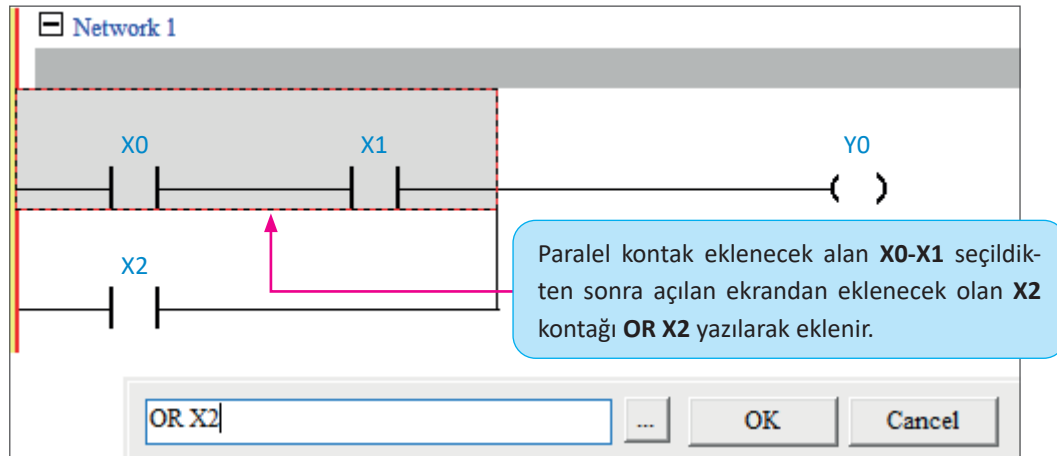 Network 1
X0 X1 Y0
X2
Paralel kontak eklenecek alan X0-X1 seçildik-
ten sonra açılan ekrandan eklenecek olan X2
kontağı OR X2 yazılarak eklenir.
OR X2 ... OK Cancel